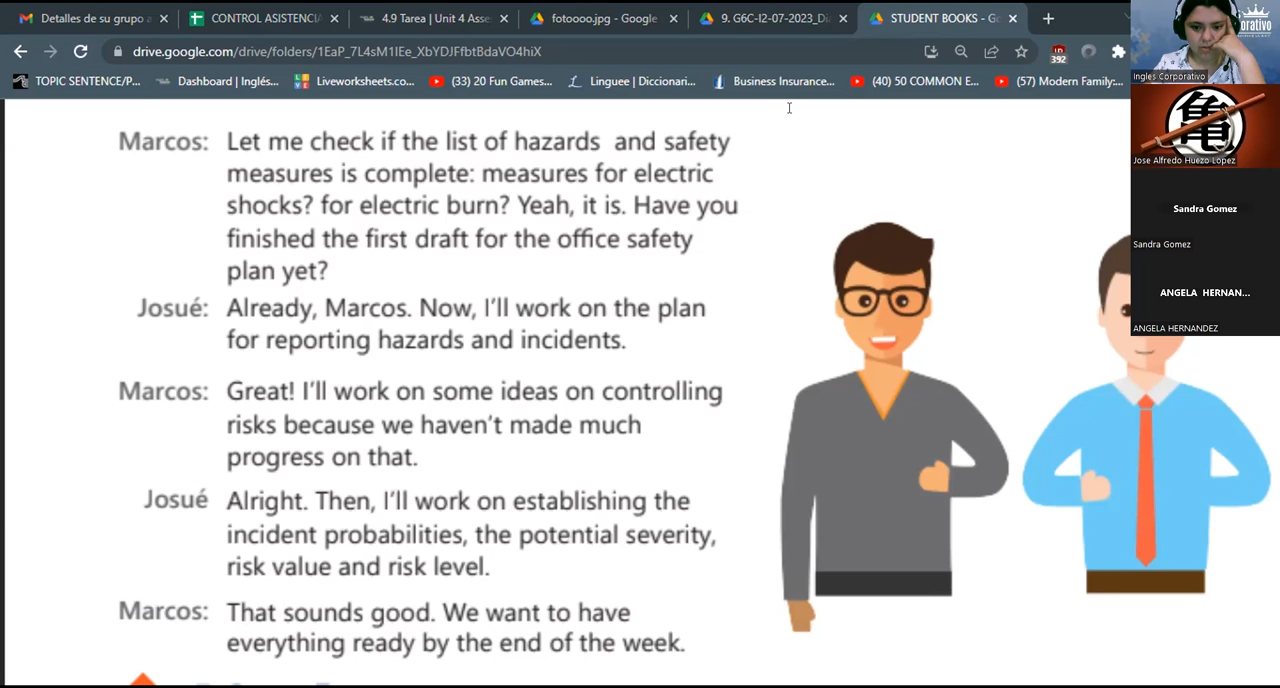 Detalles de su grupo a
CONTROL ASISTENCI
4.9 Tarea | Unit 4 Asse
fotoooo.jpg - Google
9. G6C-I2-07-2023_Di
STUDENT BOOKS - G
drive.google.com/drive/folders/1EaP_7L4sM1IEe_XbYDJFfbtBdaVO4hiX
392
TOPIC SENTENCE/P...
Dashboard | Inglés...
Liveworksheets.co...
(33) 20 Fun Games...
Linguee | Diccionari...
Business Insurance...
(40) 50 COMMON E...
(57) Modern Family:...
orativo
Ingles Corporativo
亀
Jose Alfredo Huezo Lopez
Sandra Gomez
Sandra Gomez
ANGELA HERNAN...
ANGELA HERNANDEZ
Marcos: Let me check if the list of hazards and safety
measures is complete: measures for electric
shocks? for electric burn? Yeah, it is. Have you
finished the first draft for the office safety
plan yet?
Josué: Already, Marcos. Now, I'll work on the plan
for reporting hazards and incidents.
Marcos: Great! I'll work on some ideas on controlling
risks because we haven't made much
progress on that.
Josué Alright. Then, I'll work on establishing the
incident probabilities, the potential severity,
risk value and risk level.
Marcos: That sounds good. We want to have
everything ready by the end of the week.